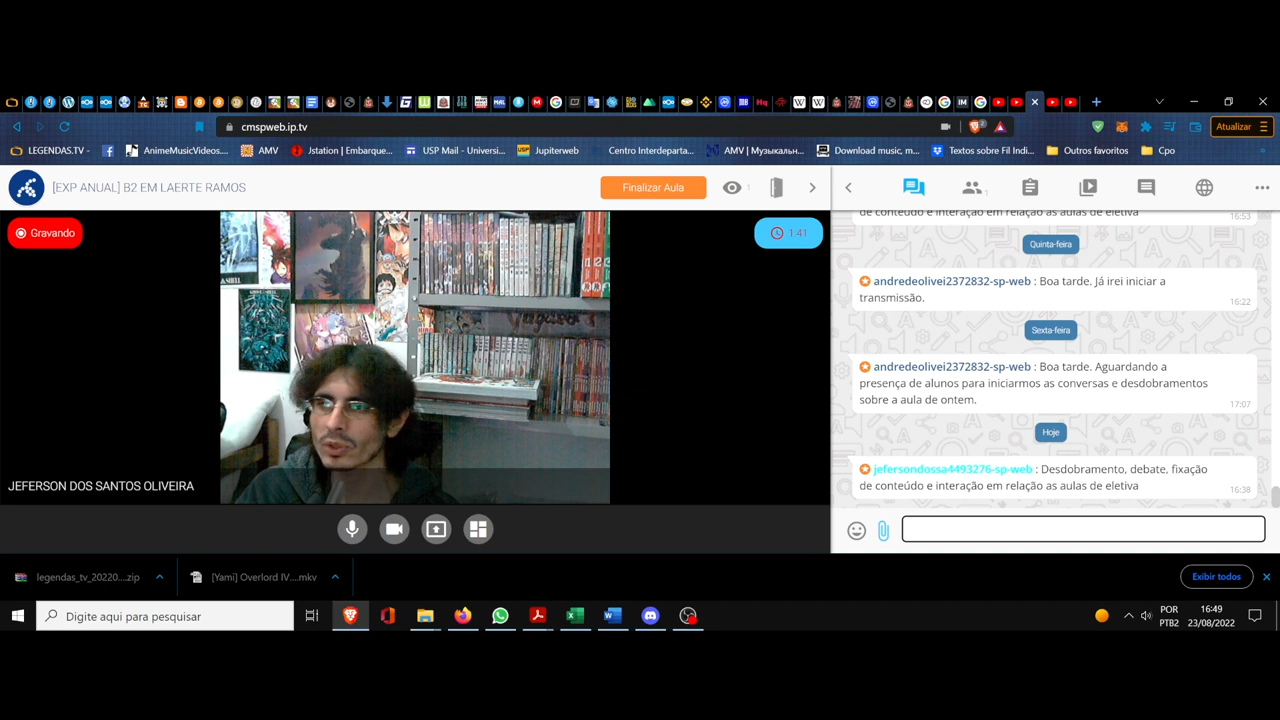 cmspweb.ip.tv
Atualizar
LEGENDAS.TV
AnimeMusicVideos...
AMV
Jstation | Embarque...
USP Mail - Universi...
Jupiterweb
Centro Interdeparta...
AMV | Музыкальн...
Download music, m...
Textos sobre Fil Indi...
Outros favoritos
Cpo
[EXP ANUAL] B2 EM LAERTE RAMOS
Finalizar Aula
1
1
Gravando
1:41
JEFERSON DOS SANTOS OLIVEIRA
de conteúdo e interação em relação as aulas de eletiva
16:53
Quinta-feira
andredeolivei2372832-sp-web : Boa tarde. Já irei iniciar a
transmissão.
16:22
Sexta-feira
andredeolivei2372832-sp-web : Boa tarde. Aguardando a
presença de alunos para iniciarmos as conversas e desdobramentos
sobre a aula de ontem.
17:07
Hoje
jefersondossa4493276-sp-web : Desdobramento, debate, fixação
de conteúdo e interação em relação as aulas de eletiva
16:38
legendas_tv_20220....zip
[Yami] Overlord IV....mkv
Exibir todos
Digite aqui para pesquisar
POR
PTB2
16:49
23/08/2022